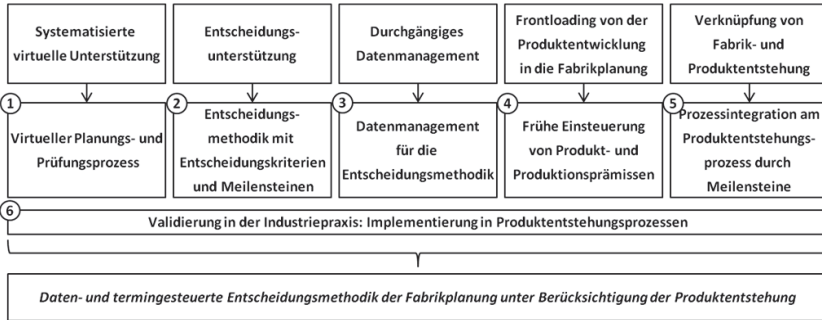 Systematisierte
virtuelle Unterstützung
Entscheidungs-
unterstützung
Durchgängiges
Datenmanagement
Frontloading von der
Produktentwicklung
in die Fabrikplanung
Verknüpfung von
Fabrik- und
Produktentstehung
1
Virtueller Planungs- und
Prüfungsprozess
2
Entscheidungs-
methodik mit
Entscheidungskriterien
und Meilensteinen
3
Datenmanagement
für die
Entscheidungsmethodik
4
Frühe Einsteuerung
von Produkt- und
Produktionsprämissen
5
Prozessintegration am
Produktentstehungs-
prozess durch
Meilensteine
6
Validierung in der Industriepraxis: Implementierung in Produktentstehungsprozessen
Daten- und termingesteuerte Entscheidungsmethodik der Fabrikplanung unter Berücksichtigung der Produktentstehung